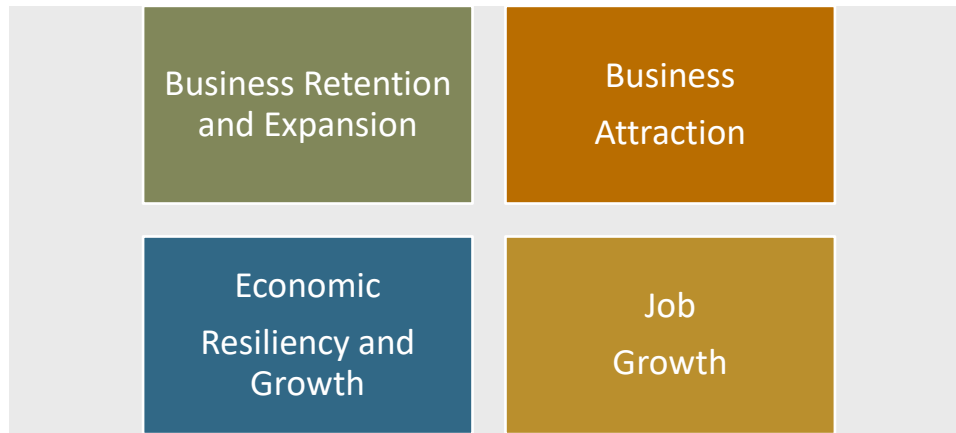 Business Retention
and Expansion
Business
Attraction
Economic
Resiliency and
Growth
Job
Growth